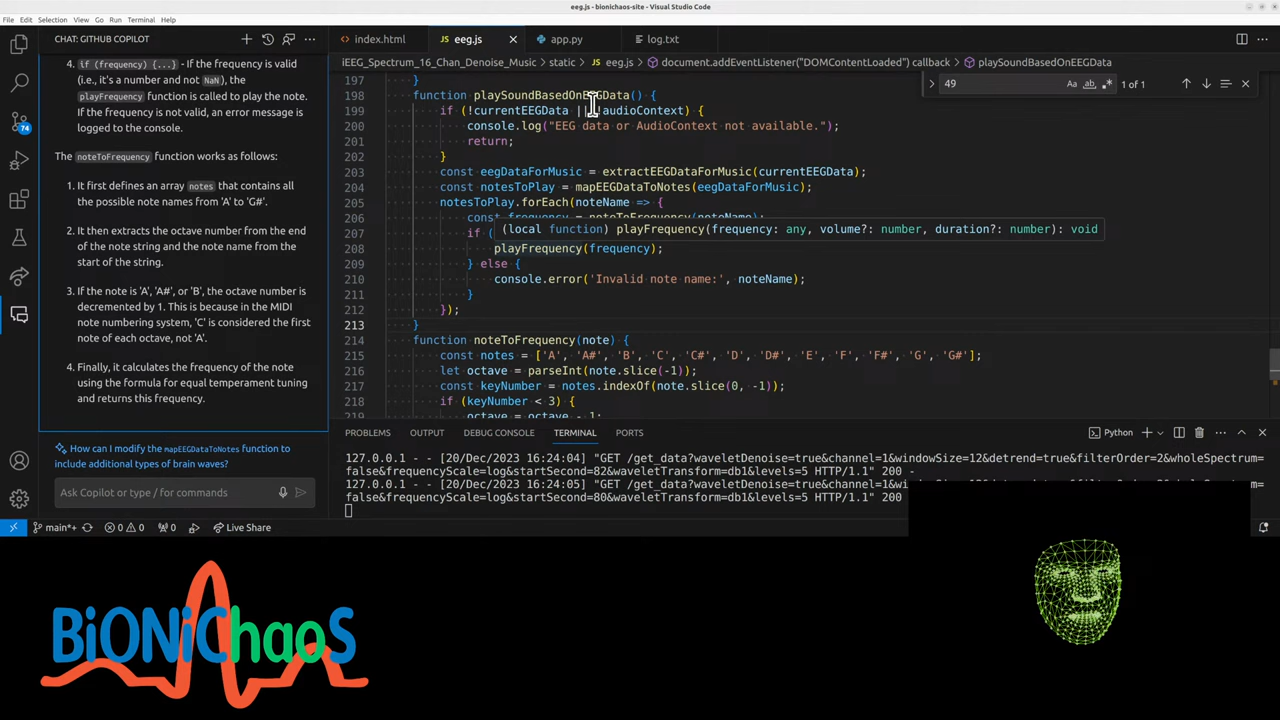 eeg.js - bionichaos-site - Visual Studio Code
File Edit Selection View Go Run Terminal Help
CHAT: GITHUB COPILOT
index.html eeg.js app.py log.txt
iEEG_Spectrum_16_Chan_Denoise_Music > static > eeg.js > document.addEventListener("DOMContentLoaded") callback > playSoundBasedOnEEGData
49 Aa ab 1 of 1
4. if (frequency) {...} - If the frequency is valid
(i.e., it's a number and not NaN), the
playFrequency function is called to play the note.
If the frequency is not valid, an error message is
logged to the console.
The noteToFrequency function works as follows:
1. It first defines an array notes that contains all
the possible note names from 'A' to 'G#'.
2. It then extracts the octave number from the end
of the note string and the note name from the
start of the string.
3. If the note is 'A', 'A#', or 'B', the octave number is
decremented by 1. This is because in the MIDI
note numbering system, 'C' is considered the first
note of each octave, not 'A'.
4. Finally, it calculates the frequency of the note
using the formula for equal temperament tuning
and returns this frequency.
How can I modify the mapEEGDataToNotes function to
include additional types of brain waves?
Ask Copilot or type / for commands
74
197 }
198 function playSoundBasedOnEEGData() {
199 if (!currentEEGData || !audioContext) {
200 console.log("EEG data or AudioContext not available.");
201 return;
202 }
203 const eegDataForMusic = extractEEGDataForMusic(currentEEGData);
204 const notesToPlay = mapEEGDataToNotes(eegDataForMusic);
205 notesToPlay.forEach(noteName => {
206 const frequency = noteToFrequency(noteName);
207 if (
(local function) playFrequency(frequency: any, volume?: number, duration?: number): void
208 playFrequency(frequency);
209 } else {
210 console.error('Invalid note name:', noteName);
211 }
212 });
213 }
214 function noteToFrequency(note) {
215 const notes = ['A', 'A#', 'B', 'C', 'C#', 'D', 'D#', 'E', 'F', 'F#', 'G', 'G#'];
216 let octave = parseInt(note.slice(-1));
217 const keyNumber = notes.indexOf(note.slice(0, -1));
218 if (keyNumber < 3) {
219 octave = octave - 1;
PROBLEMS OUTPUT DEBUG CONSOLE TERMINAL PORTS
Python
127.0.0.1 - - [20/Dec/2023 16:24:04] "GET /get_data?waveletDenoise=true&channel=1&windowSize=12&detrend=true&filterOrder=2&wholeSpectrum=
false&frequencyScale=log&startSecond=82&waveletTransform=db1&levels=5 HTTP/1.1" 200 -
127.0.0.1 - - [20/Dec/2023 16:24:05] "GET /get_data?waveletDenoise=true&channel=1
false&frequencyScale=log&startSecond=80&waveletTransform=db1&levels=5 HTTP/1.1" 200
main*+ 0 0 0 Live Share
BiONiChaoS